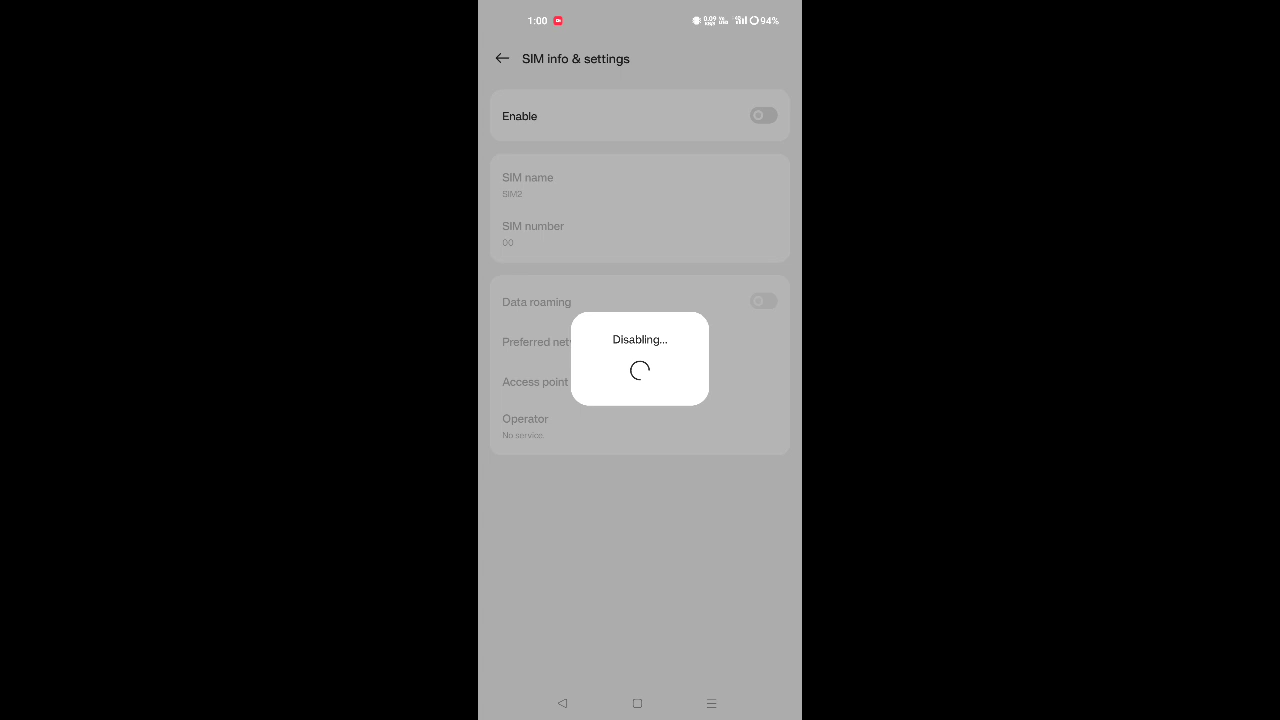 1:00 94%
SIM info & settings
Enable
SIM name
SIM2
SIM number
00
Data roaming
Disabling...
Preferred
Access point
Operator
No service.